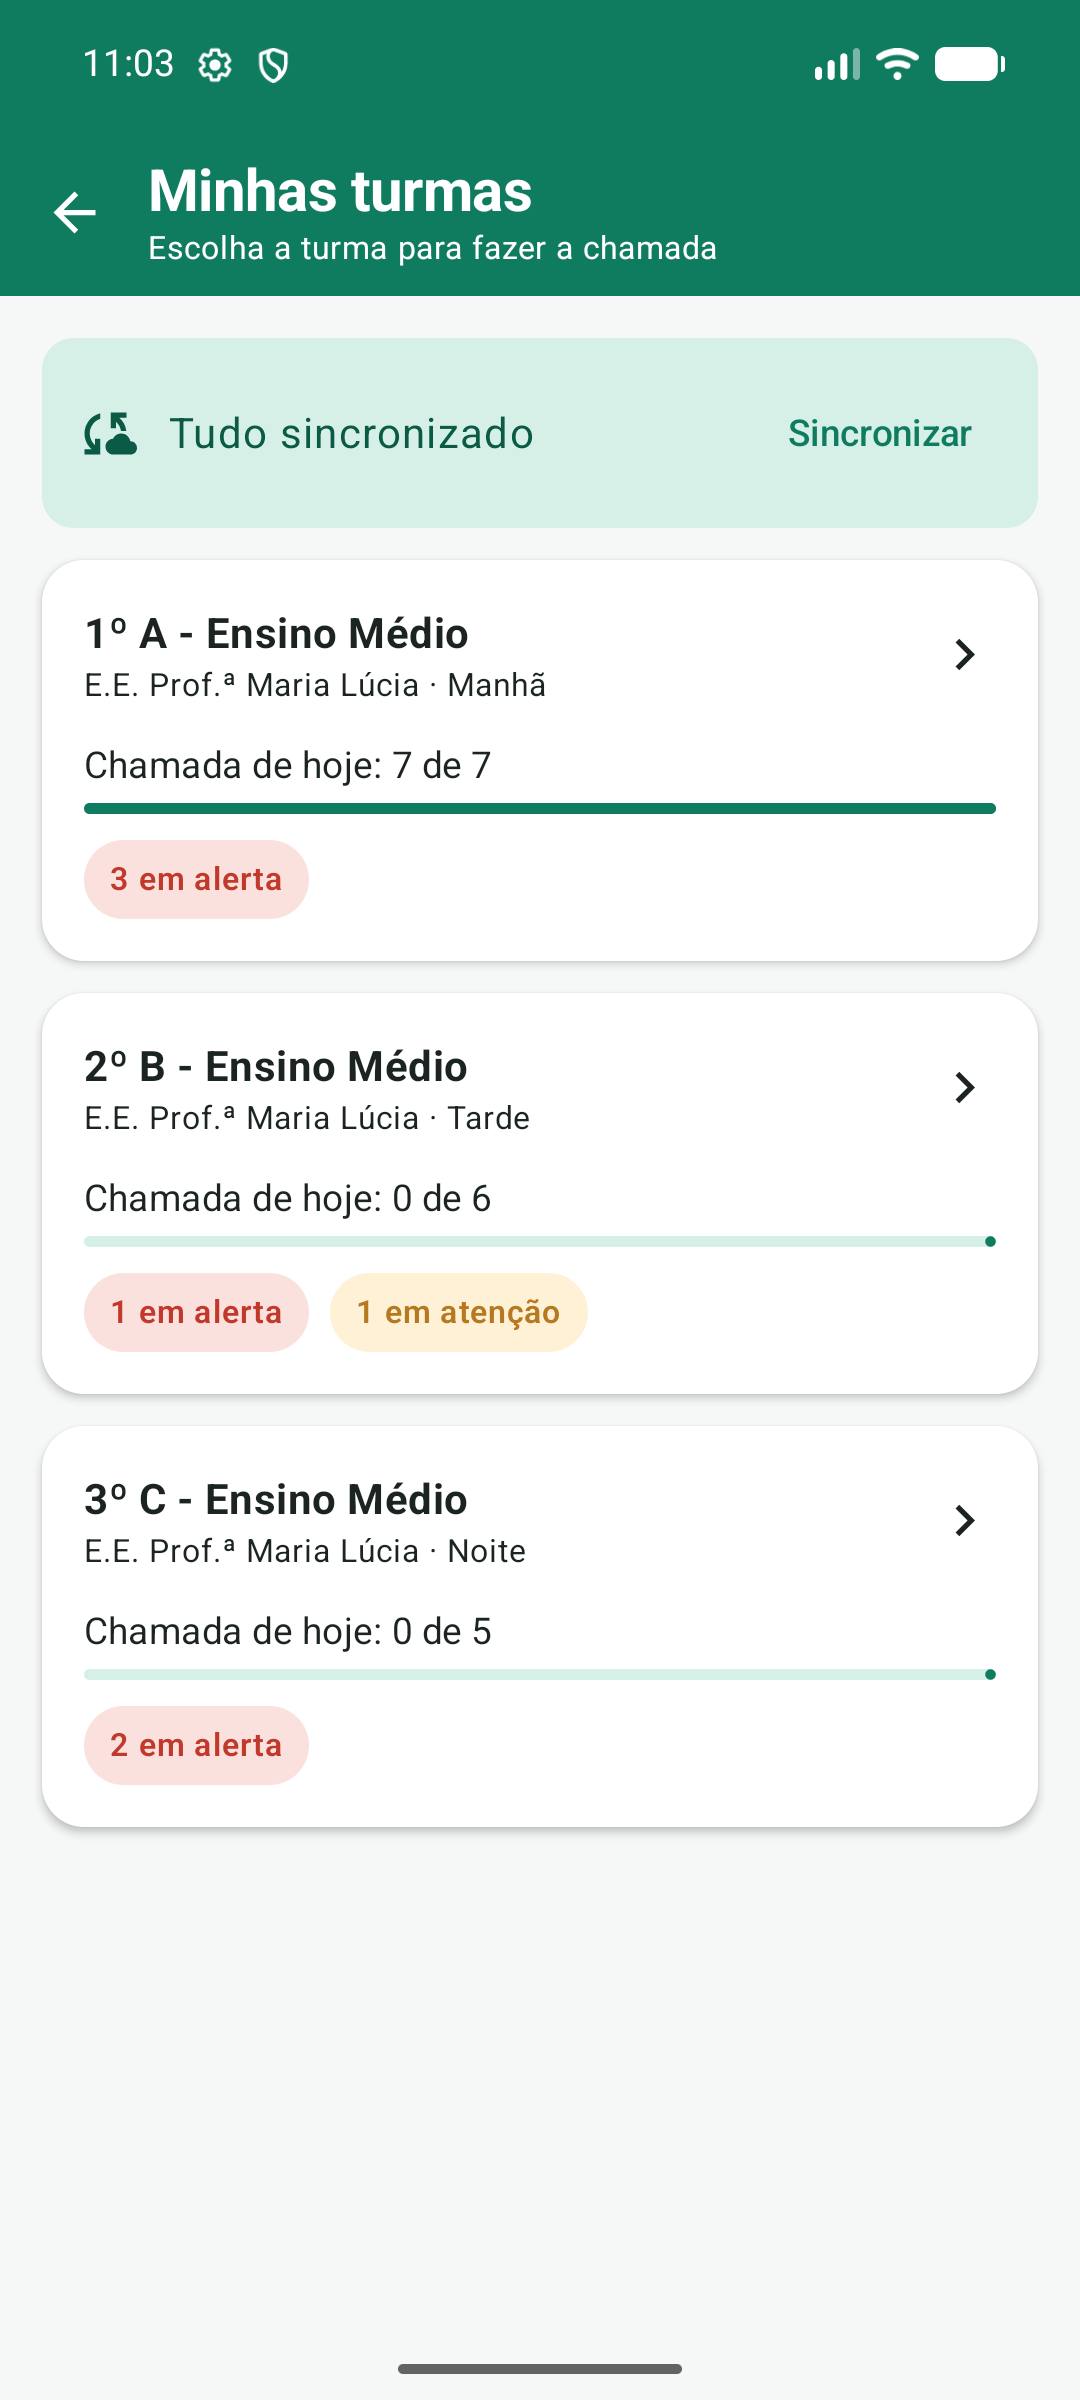 11:03
Minhas turmas
Escolha a turma para fazer a chamada
Tudo sincronizado
Sincronizar
1º A - Ensino Médio
E.E. Prof.ª Maria Lúcia · Manhã
Chamada de hoje: 7 de 7
3 em alerta
2º B - Ensino Médio
E.E. Prof.ª Maria Lúcia · Tarde
Chamada de hoje: 0 de 6
1 em alerta
1 em atenção
3º C - Ensino Médio
E.E. Prof.ª Maria Lúcia · Noite
Chamada de hoje: 0 de 5
2 em alerta